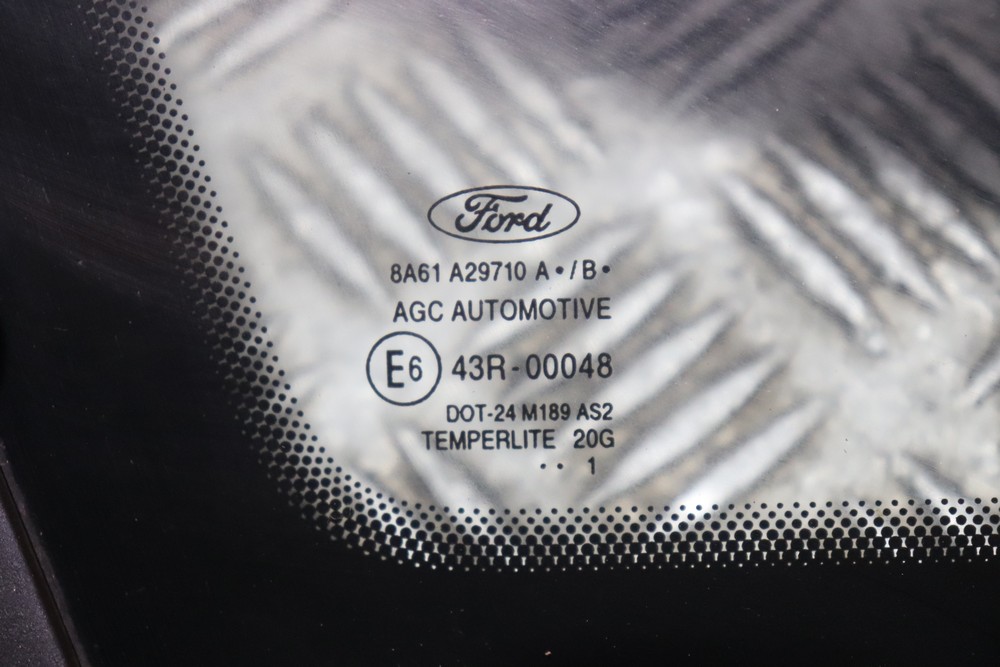 Ford
8A61 A29710 A•/B•
AGC AUTOMOTIVE
E6 43R-00048
DOT-24 M189 AS2
TEMPERLITE 20G
•• 1